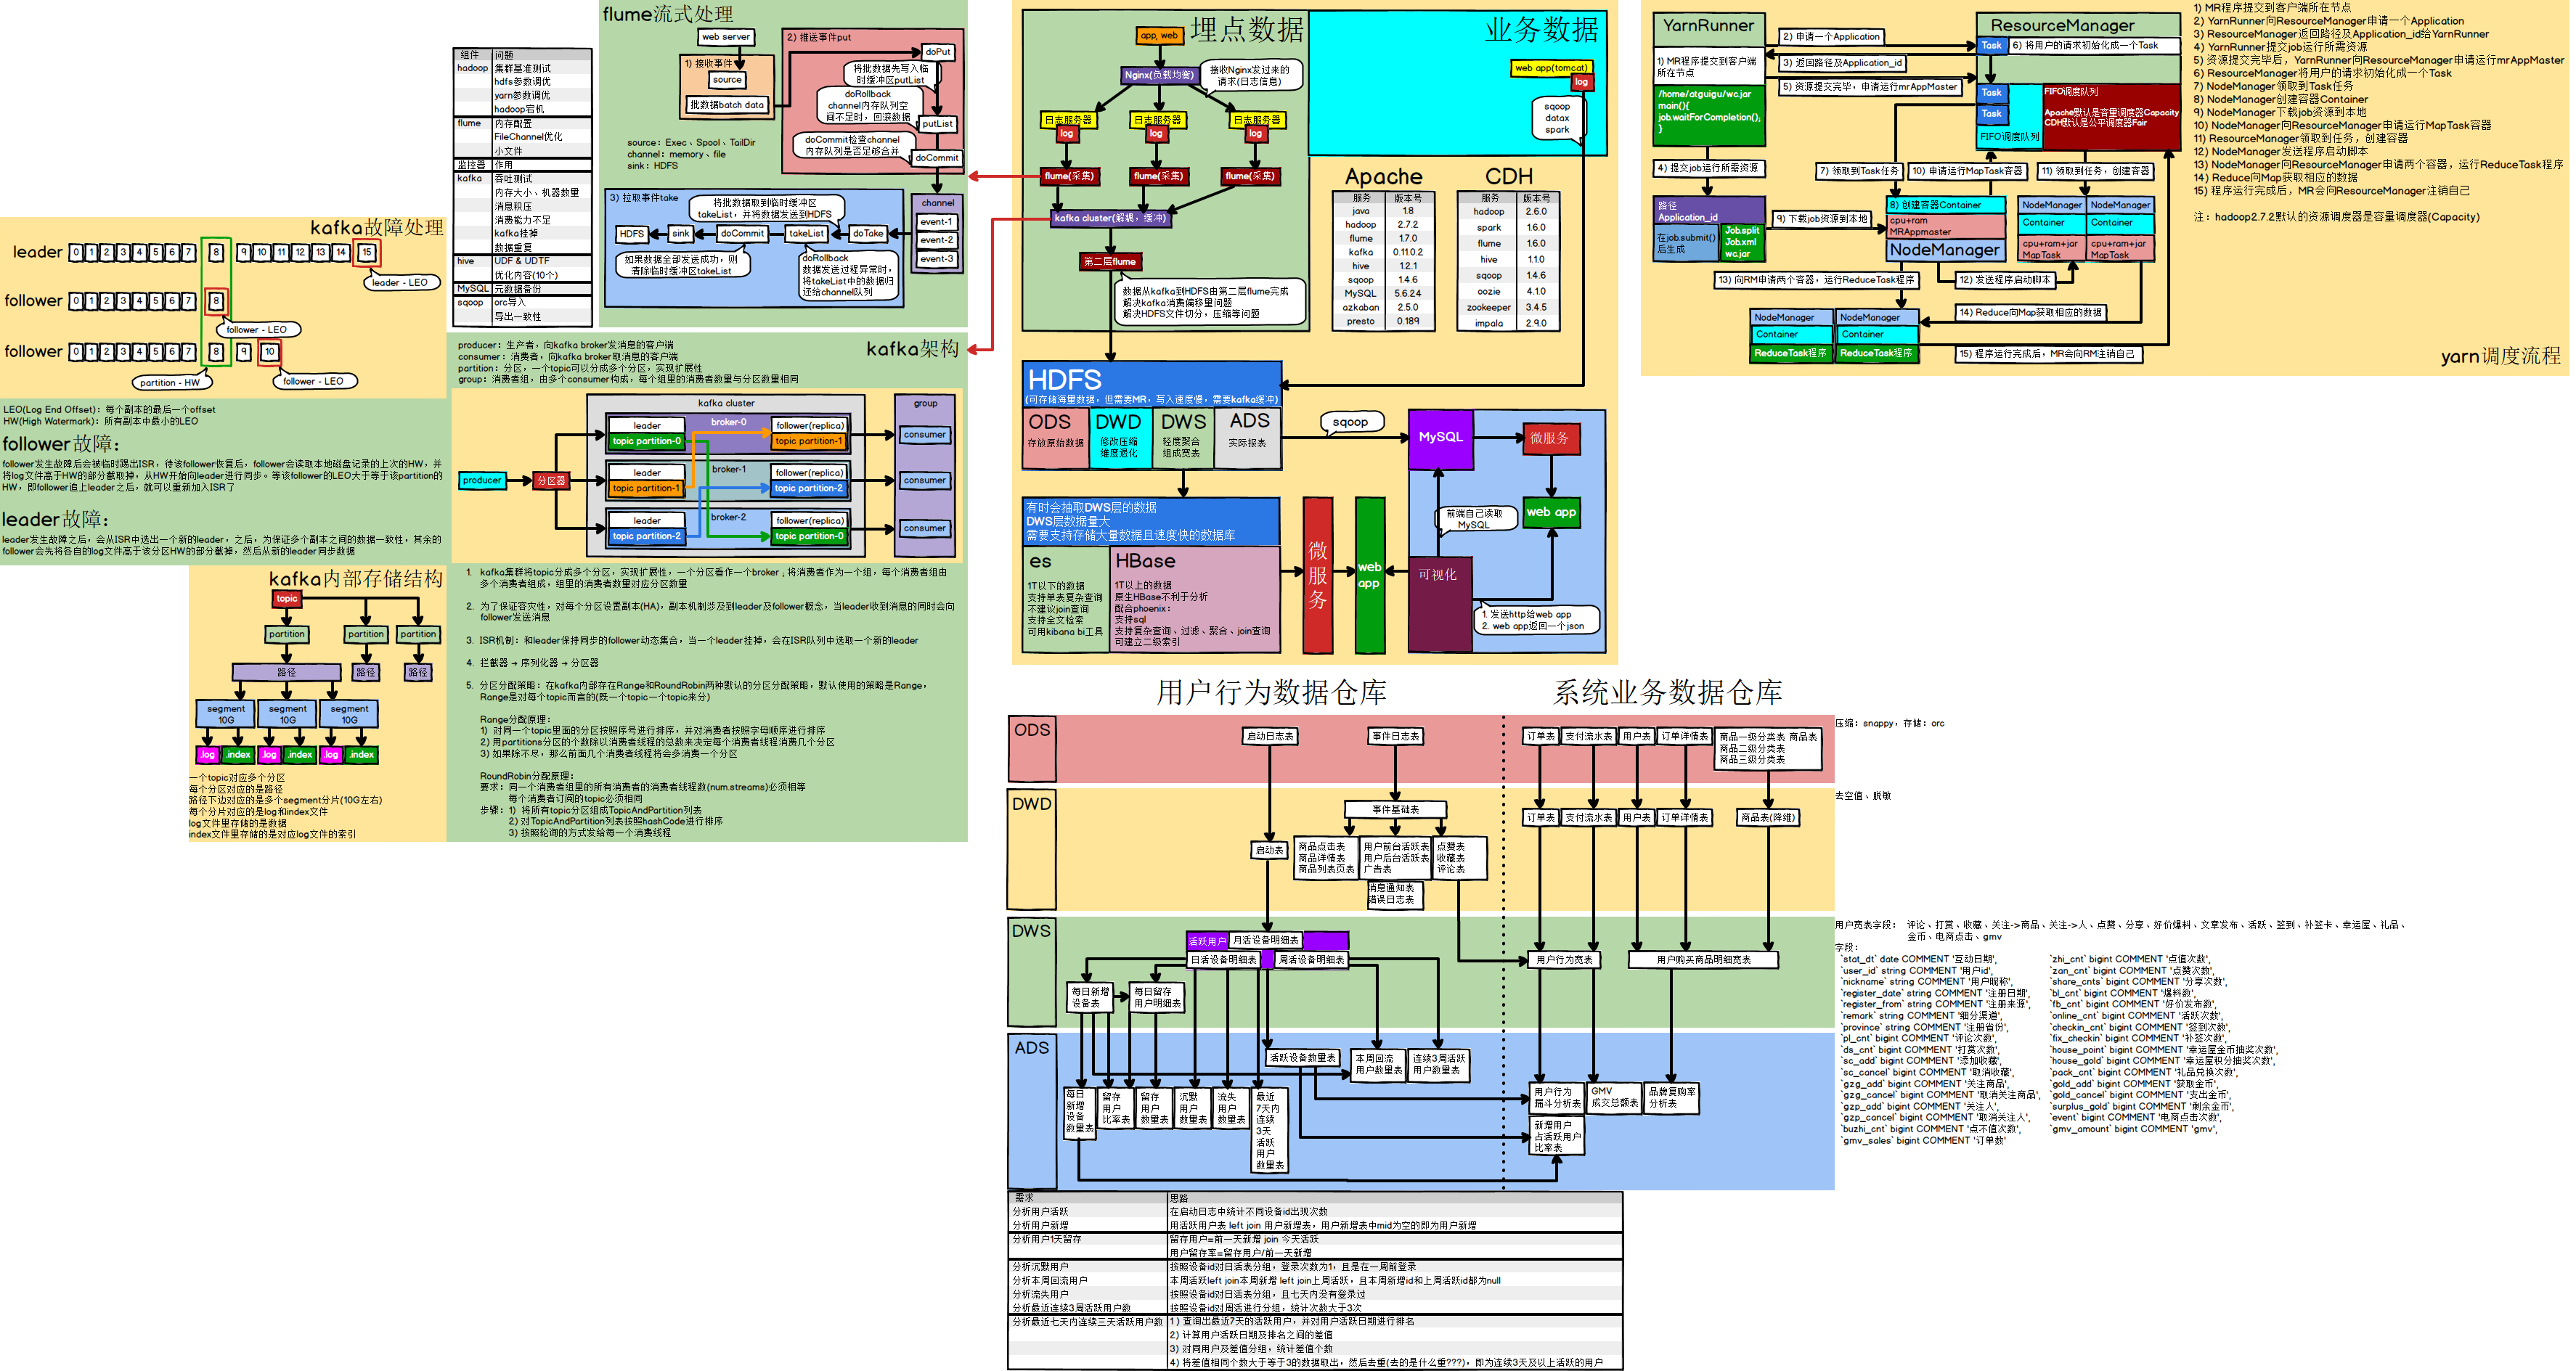 flume流式处理
组件 问题
hadoop 集群基准测试
hdfs参数调优
yarn参数调优
hadoop宕机
flume 内存配置
FileChannel优化
小文件
监控器 作用
kafka 吞吐测试
内存大小、机器数量
消息积压
消费能力不足
kafka挂掉
数据重复
hive UDF & UDTF
优化内容(10个)
MySQL 元数据备份
sqoop orc导入
导出一致性
web server
1) 接收事件
source
批数据batch data
2) 推送事件put
doPut
将批数据先写入临
时缓冲区putList
doRollback
channel内存队列空
间不足时，回滚数据
putList
doCommit检查channel
内存队列是否足够合并
doCommit
source：Exec、Spool、TailDir
channel：memory、file
sink：HDFS
3) 拉取事件take
将批数据取到临时缓冲区
takeList，并将数据发送到HDFS
HDFS
sink
doCommit
takeList
doTake
如果数据全部发送成功，则
清除临时缓冲区takeList
doRollback
数据发送过程异常时，
将takeList中的数据归
还给channel队列
channel
event-1
event-2
event-3
kafka故障处理
leader 0 1 2 3 4 5 6 7 8 9 10 11 12 13 14 15
leader - LEO
follower 0 1 2 3 4 5 6 7 8
follower - LEO
follower 0 1 2 3 4 5 6 7 8 9 10
partition - HW
follower - LEO
LEO(Log End Offset)：每个副本的最后一个offset
HW(High Watermark)：所有副本中最小的LEO
follower故障：
follower发生故障后会被临时踢出ISR，待该follower恢复后，follower会读取本地磁盘记录的上次的HW，并
将log文件高于HW的部分截取掉，从HW开始向leader进行同步。等该follower的LEO大于等于该partition的
HW，即follower追上leader之后，就可以重新加入ISR了
leader故障：
leader发生故障之后，会从ISR中选出一个新的leader，之后，为保证多个副本之间的数据一致性，其余的
follower会先将各自的log文件高于该分区HW的部分截掉，然后从新的leader同步数据
kafka内部存储结构
topic
partition partition partition
路径 路径 路径
segment segment segment
10G 10G 10G
.log .index .log .index .log .index
一个topic对应多个分区
每个分区对应的是路径
路径下边对应的是多个segment分片(10G左右)
每个分片对应的是log和index文件
log文件里存储的是数据
index文件里存储的是对应log文件的索引
kafka架构
producer：生产者，向kafka broker发消息的客户端
consumer：消费者，向kafka broker取消息的客户端
partition：分区，一个topic可以分成多个分区，实现扩展性
group：消费者组，由多个consumer构成，每个组里的消费者数量与分区数量相同
kafka cluster
group
producer
分区器
leader broker-0 follower(replica)
topic partition-0 topic partition-1
consumer
leader broker-1 follower(replica)
topic partition-1 topic partition-2
consumer
leader broker-2 follower(replica)
topic partition-2 topic partition-0
consumer
1. kafka集群将topic分成多个分区，实现扩展性，一个分区看作一个broker；将消费者作为一个组，每个消费者组由
多个消费者组成，组里的消费者数量对应分区数量
2. 为了保证容灾性，对每个分区设置副本(HA)，副本机制涉及到leader及follower概念，当leader收到消息的同时会向
follower发送消息
3. ISR机制：和leader保持同步的follower动态集合，当一个leader挂掉，会在ISR队列中选取一个新的leader
4. 拦截器 → 序列化器 → 分区器
5. 分区分配策略：在kafka内部存在Range和RoundRobin两种默认的分区分配策略，默认使用的策略是Range，
Range是对每个topic而言的(既一个topic一个topic来分)
Range分配原理：
1) 对同一个topic里面的分区按照序号进行排序，并对消费者按照字母顺序进行排序
2) 用partitions分区的个数除以消费者线程的总数来决定每个消费者线程消费几个分区
3) 如果除不尽，那么前面几个消费者线程将会多消费一个分区
RoundRobin分配原理：
要求：同一个消费者组里的所有消费者的消费者线程数(num.streams)必须相等
每个消费者订阅的topic必须相同
步骤：1) 将所有topic分区组成TopicAndPartition列表
2) 对TopicAndPartition列表按照hashCode进行排序
3) 按照轮询的方式发给每一个消费线程
埋点数据
业务数据
app, web
Nginx(负载均衡)
接收Nginx发过来的
请求(日志信息)
日志服务器 日志服务器 日志服务器
log log log
flume(采集) flume(采集) flume(采集)
kafka cluster(解耦，缓冲)
第二层flume
数据从kafka到HDFS由第二层flume完成
解决kafka消费偏移量问题
解决HDFS文件切分，压缩等问题
web app(tomcat)
log
sqoop
datax
spark
Apache
服务 版本号
java 1.8
hadoop 2.7.2
flume 1.7.0
kafka 0.11.0.2
hive 1.2.1
sqoop 1.4.6
MySQL 5.6.24
azkaban 2.5.0
presto 0.189
CDH
服务 版本号
hadoop 2.6.0
spark 1.6.0
flume 1.6.0
hive 1.1.0
sqoop 1.4.6
oozie 4.1.0
zookeeper 3.4.5
impala 2.9.0
HDFS
(可存储海量数据，但需要MR，写入速度慢，需要kafka缓冲)
ODS
存放原始数据
DWD
修改压缩
维度退化
DWS
轻度聚合
组成宽表
ADS
实际报表
sqoop
MySQL
微服务
web app
前端自己读取
MySQL
可视化
1. 发送http给web app
2. web app返回一个json
有时会抽取DWS层的数据
DWS层数据量大
需要支持存储大量数据且速度快的数据库
es
1T以下的数据
支持单表复杂查询
不建议join查询
支持全文检索
可用kibana bi工具
HBase
1T以上的数据
原生HBase不利于分析
配合phoenix：
支持sql
支持复杂查询、过滤、聚合、join查询
可建立二级索引
微服务
web
app
YarnRunner
1) MR程序提交到客户端
所在节点
/home/atguigu/wc.jar
main(){
job.waitForCompletion();
}
2) 申请一个Application
3) 返回路径及Application_id
5) 资源提交完毕，申请运行mrAppMaster
ResourceManager
Task
6) 将用户的请求初始化成一个Task
Task
Task
FIFO调度队列
FIFO调度队列
Apache默认是容量调度器Capacity
CDH默认是公平调度器Fair
4) 提交job运行所需资源
7) 领取到Task任务
10) 申请运行MapTask容器
11) 领取到任务，创建容器
路径
Application_id
在job.submit()
后生成
Job.split
Job.xml
wc.jar
9) 下载job资源到本地
8) 创建容器Container
cpu+ram
MRAppmaster
NodeManager
NodeManager NodeManager
Container Container
cpu+ram+jar cpu+ram+jar
MapTask MapTask
13) 向RM申请两个容器，运行ReduceTask程序
12) 发送程序启动脚本
14) Reduce向Map获取相应的数据
NodeManager NodeManager
Container Container
ReduceTask程序 ReduceTask程序
15) 程序运行完成后，MR会向RM注销自己
yarn调度流程
1) MR程序提交到客户端所在节点
2) YarnRunner向ResourceManager申请一个Application
3) ResourceManager返回路径及Application_id给YarnRunner
4) YarnRunner提交job运行所需资源
5) 资源提交完毕后，YarnRunner向ResourceManager申请运行mrAppMaster
6) ResourceManager将用户的请求初始化成一个Task
7) NodeManager领取到Task任务
8) NodeManager创建容器Container
9) NodeManager下载job资源到本地
10) NodeManager向ResourceManager申请运行MapTask容器
11) ResourceManager领取到任务，创建容器
12) NodeManager发送程序启动脚本
13) NodeManager向ResourceManager申请两个容器，运行ReduceTask程序
14) Reduce向Map获取相应的数据
15) 程序运行完成后，MR会向ResourceManager注销自己
注：hadoop2.7.2默认的资源调度器是容量调度器(Capacity)
用户行为数据仓库
系统业务数据仓库
ODS
启动日志表
事件日志表
订单表 支付流水表 用户表 订单详情表
商品一级分类表 商品表
商品二级分类表
商品三级分类表
压缩：snappy，存储：orc
DWD
事件基础表
订单表 支付流水表 用户表 订单详情表 商品表(降维)
去空值、脱敏
启动表
商品点击表
商品详情表
商品列表页表
用户前台活跃表
用户后台活跃表
广告表
点赞表
收藏表
评论表
消息通知表
错误日志表
DWS
活跃用户
月活设备明细表
日活设备明细表
周活设备明细表
每日新增
设备表
每日留存
用户明细表
用户行为宽表
用户购买商品明细宽表
ADS
活跃设备数量表
本周回流
用户数量表
连续3周活跃
用户数量表
每日
新增
设备
数量表
留存
用户
比率表
留存
用户
数量表
沉默
用户
数量表
流失
用户
数量表
最近
7天内
连续
3天
活跃
用户
数量表
用户行为
漏斗分析表
GMV
成交总额表
品牌复购率
分析表
新增用户
占活跃用户
比率表
用户宽表字段： 评论、打赏、收藏、关注->商品、关注->人、点赞、分享、好价爆料、文章发布、活跃、签到、补签卡、幸运屋、礼品、
金币、电商点击、gmv
字段：
`stat_dt` date COMMENT '互动日期',
`user_id` string COMMENT '用户id',
`nickname` string COMMENT '用户昵称',
`register_date` string COMMENT '注册日期',
`register_from` string COMMENT '注册来源',
`remark` string COMMENT '细分渠道',
`province` string COMMENT '注册省份',
`pl_cnt` bigint COMMENT '评论次数',
`ds_cnt` bigint COMMENT '打赏次数',
`sc_add` bigint COMMENT '添加收藏',
`sc_cancel` bigint COMMENT '取消收藏',
`gzg_add` bigint COMMENT '关注商品',
`gzg_cancel` bigint COMMENT '取消关注商品',
`gzp_add` bigint COMMENT '关注人',
`gzp_cancel` bigint COMMENT '取消关注人',
`buzhi_cnt` bigint COMMENT '点不值次数',
`gmv_sales` bigint COMMENT '订单数'
`zhi_cnt` bigint COMMENT '点值次数',
`zan_cnt` bigint COMMENT '点赞次数',
`share_cnts` bigint COMMENT '分享次数',
`bl_cnt` bigint COMMENT '爆料数',
`fb_cnt` bigint COMMENT '好价发布数',
`online_cnt` bigint COMMENT '活跃次数',
`checkin_cnt` bigint COMMENT '签到次数',
`fix_checkin` bigint COMMENT '补签次数',
`house_point` bigint COMMENT '幸运屋金币抽奖次数',
`house_gold` bigint COMMENT '幸运屋积分抽奖次数',
`pack_cnt` bigint COMMENT '礼品兑换次数',
`gold_add` bigint COMMENT '获取金币',
`gold_cancel` bigint COMMENT '支出金币',
`surplus_gold` bigint COMMENT '剩余金币',
`event` bigint COMMENT '电商点击次数',
`gmv_amount` bigint COMMENT 'gmv',
需求 思路
分析用户活跃 在启动日志中统计不同设备id出现次数
分析用户新增 用活跃用户表 left join 用户新增表，用户新增表中mid为空的即为用户新增
分析用户1天留存 留存用户=前一天新增 join 今天活跃
用户留存率=留存用户/前一天新增
分析沉默用户 按照设备id对日活表分组，登录次数为1，且是在一周前登录
分析本周回流用户 本周活跃left join本周新增 left join上周活跃，且本周新增id和上周活跃id都为null
分析流失用户 按照设备id对日活表分组，且七天内没有登录过
分析最近连续3周活跃用户数 按照设备id对周活进行分组，统计次数大于3次
分析最近七天内连续三天活跃用户数 1) 查询出最近7天的活跃用户，并对用户活跃日期进行排名
2) 计算用户活跃日期及排名之间的差值
3) 对同用户及差值分组，统计差值个数
4) 将差值相同个数大于等于3的数据取出，然后去重(去的是什么重???)，即为连续3天及以上活跃的用户